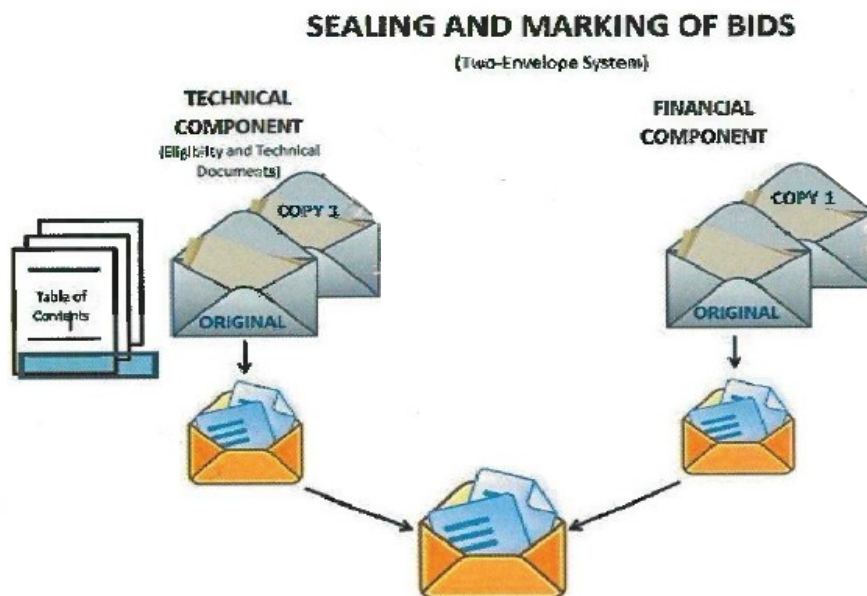 SEALING AND MARKING OF BIDS
(Two-Envelope System)
TECHNICAL
COMPONENT
(Eligibility and Technical
Documents)
COPY 1
ORIGINAL
Table of
Contents
FINANCIAL
COMPONENT
COPY 1
ORIGINAL